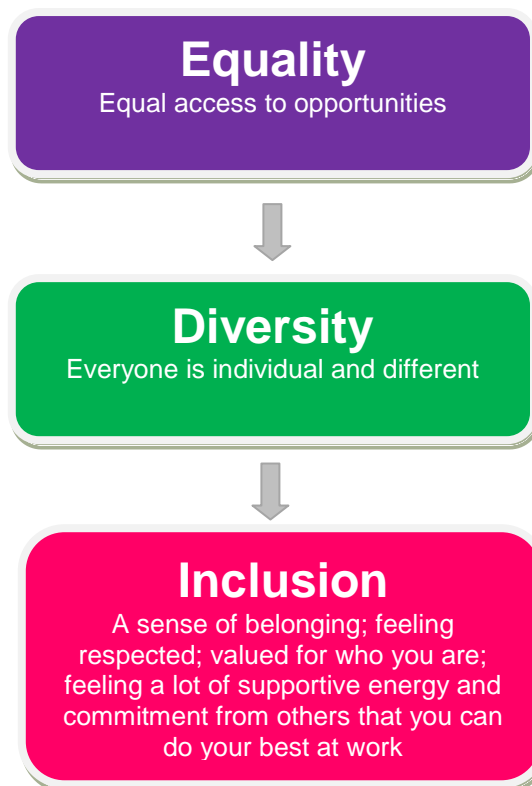 Equality
Equal access to opportunities
Diversity
Everyone is individual and different
Inclusion
A sense of belonging; feeling
respected; valued for who you are;
feeling a lot of supportive energy and
commitment from others that you can
do your best at work